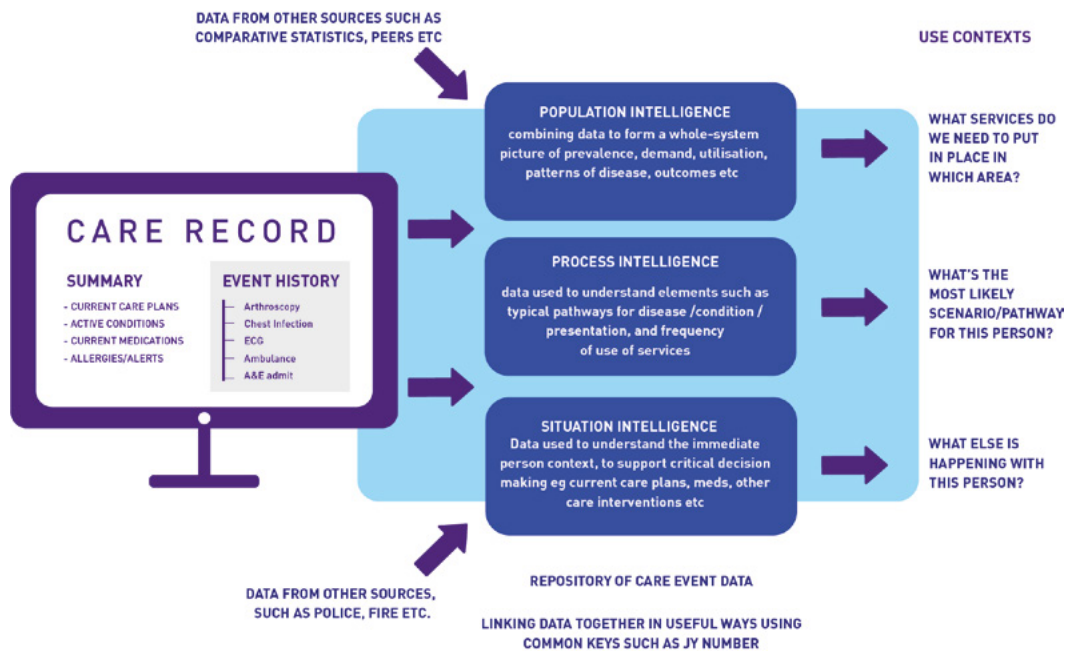 DATA FROM OTHER SOURCES SUCH AS
COMPARATIVE STATISTICS, PEERS ETC
USE CONTEXTS
CARE RECORD
SUMMARY
- CURRENT CARE PLANS
- ACTIVE CONDITIONS
- CURRENT MEDICATIONS
- ALLERGIES/ALERTS
EVENT HISTORY
Arthroscopy
Chest Infection
ECG
Ambulance
A&E admit
POPULATION INTELLIGENCE
combining data to form a whole-system
picture of prevalence, demand, utilisation,
patterns of disease, outcomes etc
WHAT SERVICES DO
WE NEED TO PUT
IN PLACE IN
WHICH AREA?
PROCESS INTELLIGENCE
data used to understand elements such as
typical pathways for disease /condition /
presentation, and frequency
of use of services
WHAT'S THE
MOST LIKELY
SCENARIO/PATHWAY
FOR THIS PERSON?
SITUATION INTELLIGENCE
Data used to understand the immediate
person context, to support critical decision
making eg current care plans, meds, other
care interventions etc
WHAT ELSE IS
HAPPENING WITH
THIS PERSON?
DATA FROM OTHER SOURCES,
SUCH AS POLICE, FIRE ETC.
REPOSITORY OF CARE EVENT DATA
LINKING DATA TOGETHER IN USEFUL WAYS USING
COMMON KEYS SUCH AS JY NUMBER